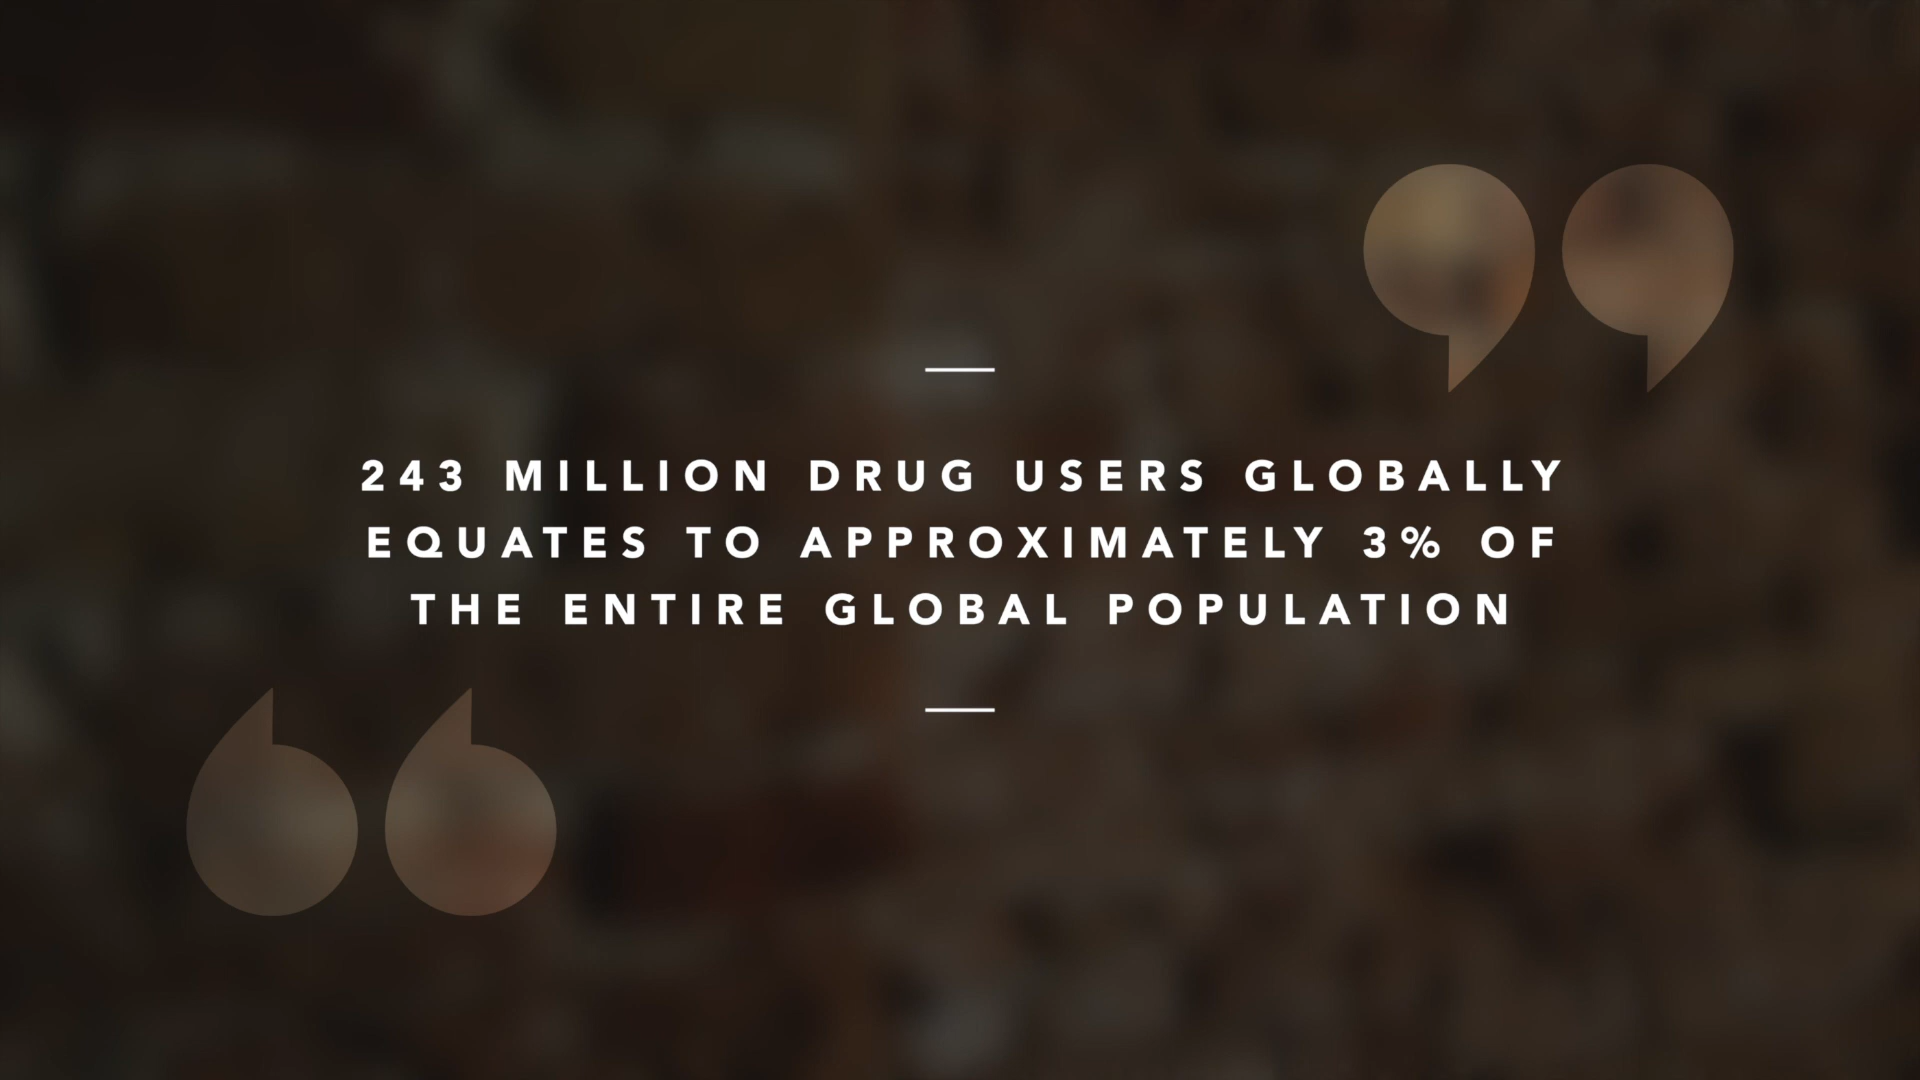 243 MILLION DRUG USERS GLOBALLY
EQUATES TO APPROXIMATELY 3% OF
THE ENTIRE GLOBAL POPULATION